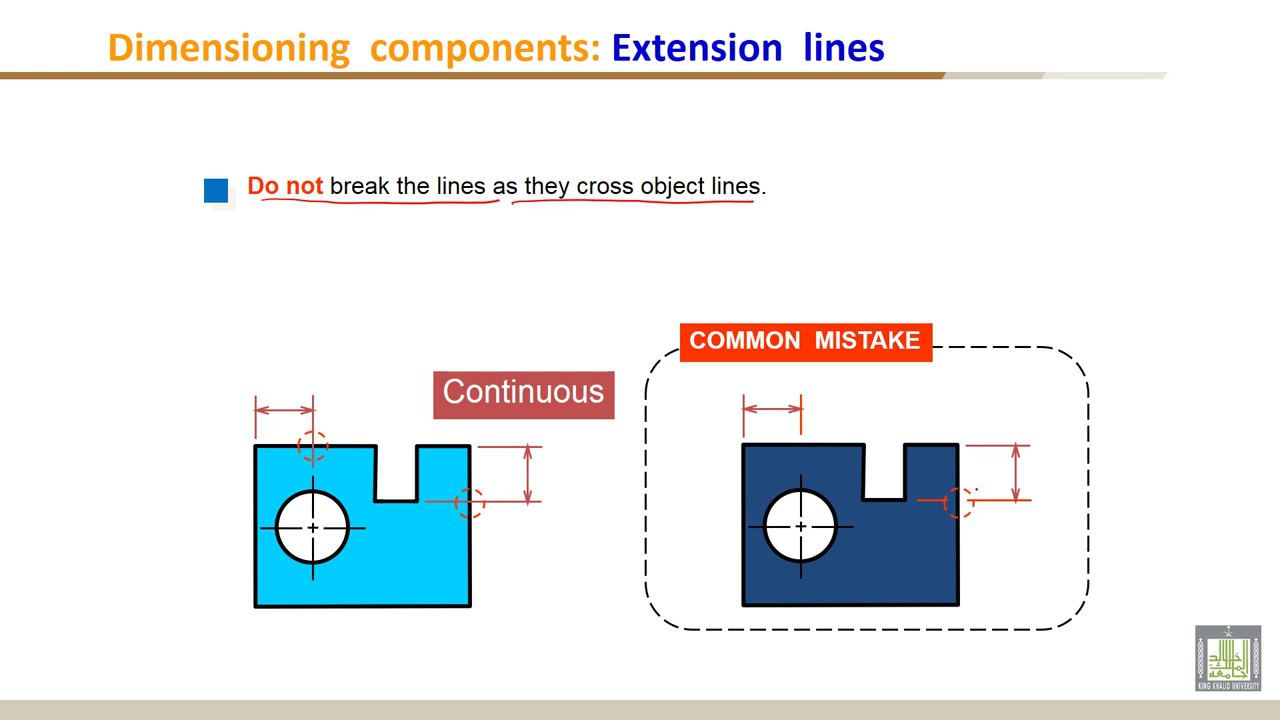 Dimensioning components: Extension lines
Do not break the lines as they cross object lines.
COMMON MISTAKE
Continuous
KING KHALID UNIVERSITY